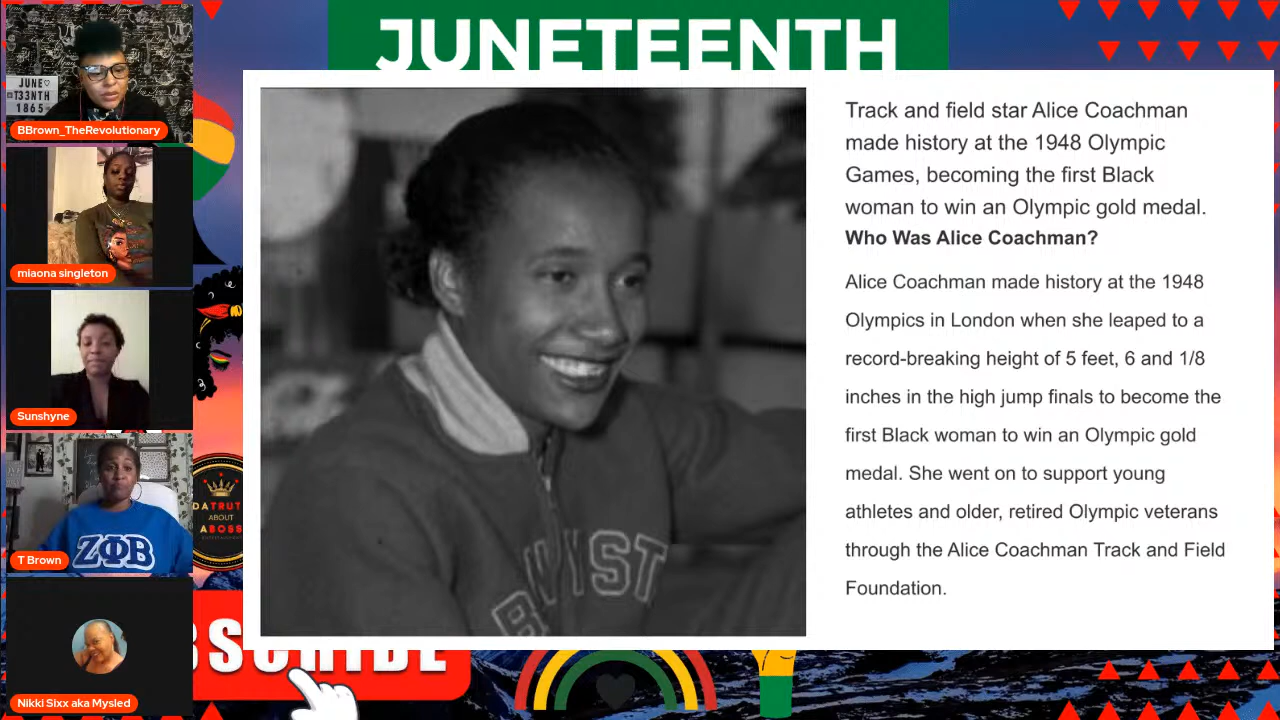 JUNETEENTH
JUNE
T33NTH
1865
BBrown_TheRevolutionary
miaona singleton
Sunshyne
ZΦB
T Brown
Nikki Sixx aka Mysled
DATRUTH
ABOUT
ABOSS
Track and field star Alice Coachman
made history at the 1948 Olympic
Games, becoming the first Black
woman to win an Olympic gold medal.
Who Was Alice Coachman?
Alice Coachman made history at the 1948
Olympics in London when she leaped to a
record-breaking height of 5 feet, 6 and 1/8
inches in the high jump finals to become the
first Black woman to win an Olympic gold
medal. She went on to support young
athletes and older, retired Olympic veterans
through the Alice Coachman Track and Field
Foundation.